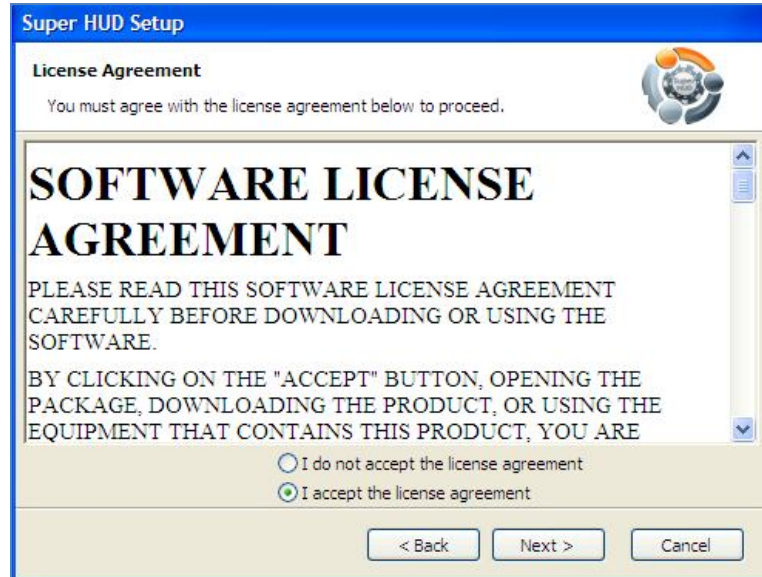 Super HUD Setup
License Agreement
You must agree with the license agreement below to proceed.
Super
HUD
SOFTWARE LICENSE
AGREEMENT
PLEASE READ THIS SOFTWARE LICENSE AGREEMENT
CAREFULLY BEFORE DOWNLOADING OR USING THE
SOFTWARE.
BY CLICKING ON THE "ACCEPT" BUTTON, OPENING THE
PACKAGE, DOWNLOADING THE PRODUCT, OR USING THE
EQUIPMENT THAT CONTAINS THIS PRODUCT, YOU ARE
I do not accept the license agreement
I accept the license agreement
< Back Next > Cancel